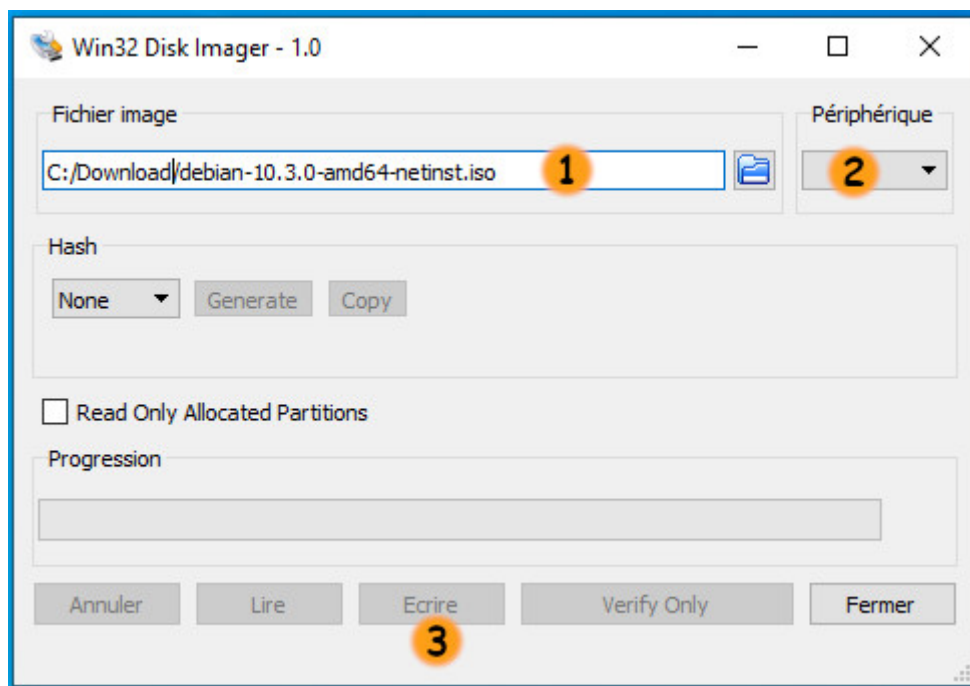 Win32 Disk Imager - 1.0
Fichier image
Périphérique
C:/Download/debian-10.3.0-amd64-netinst.iso 1
2
Hash
None Generate Copy
Read Only Allocated Partitions
Progression
Annuler Lire Ecrire Verify Only Fermer
3